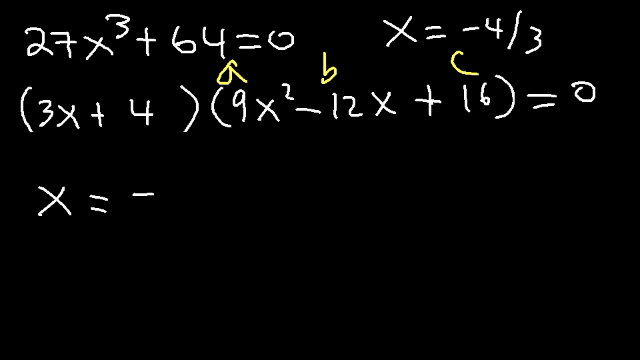 27x³ + 64 = 0    x = -4/3
a    b    c
(3x + 4 )(9x² - 12x + 16) = 0
x = -